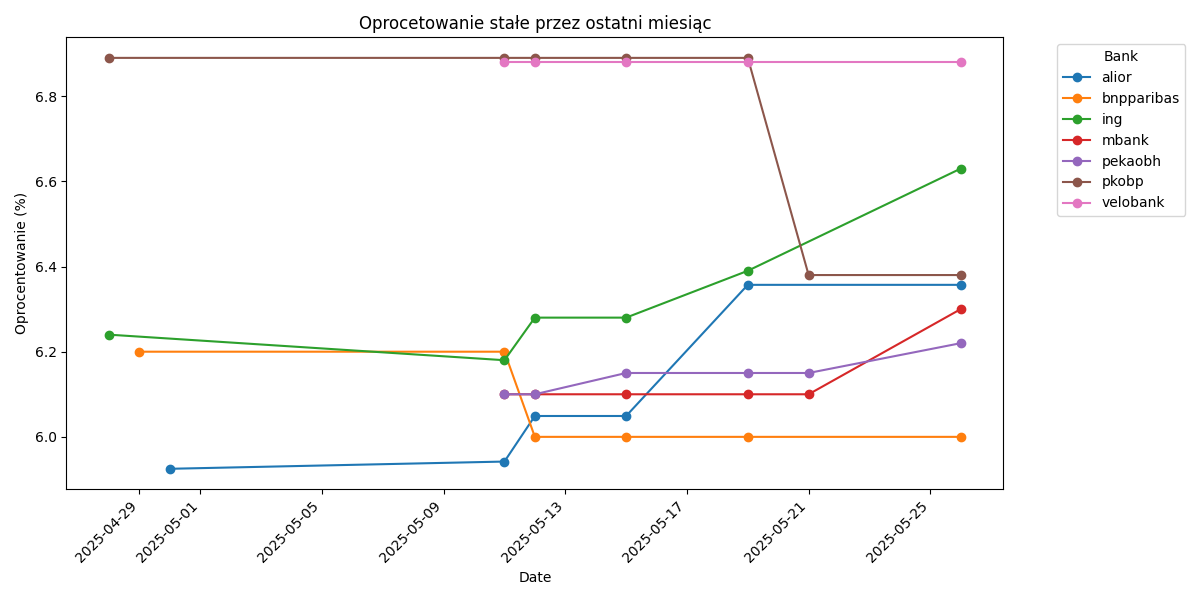 Oprocetowanie stałe przez ostatni miesiąc
Oprocentowanie (%)
6.8
6.6
6.4
6.2
6.0
2025-04-29
2025-05-01
2025-05-05
2025-05-09
2025-05-13
2025-05-17
2025-05-21
2025-05-25
Date
Bank
alior
bnpparibas
ing
mbank
pekaobh
pkobp
velobank